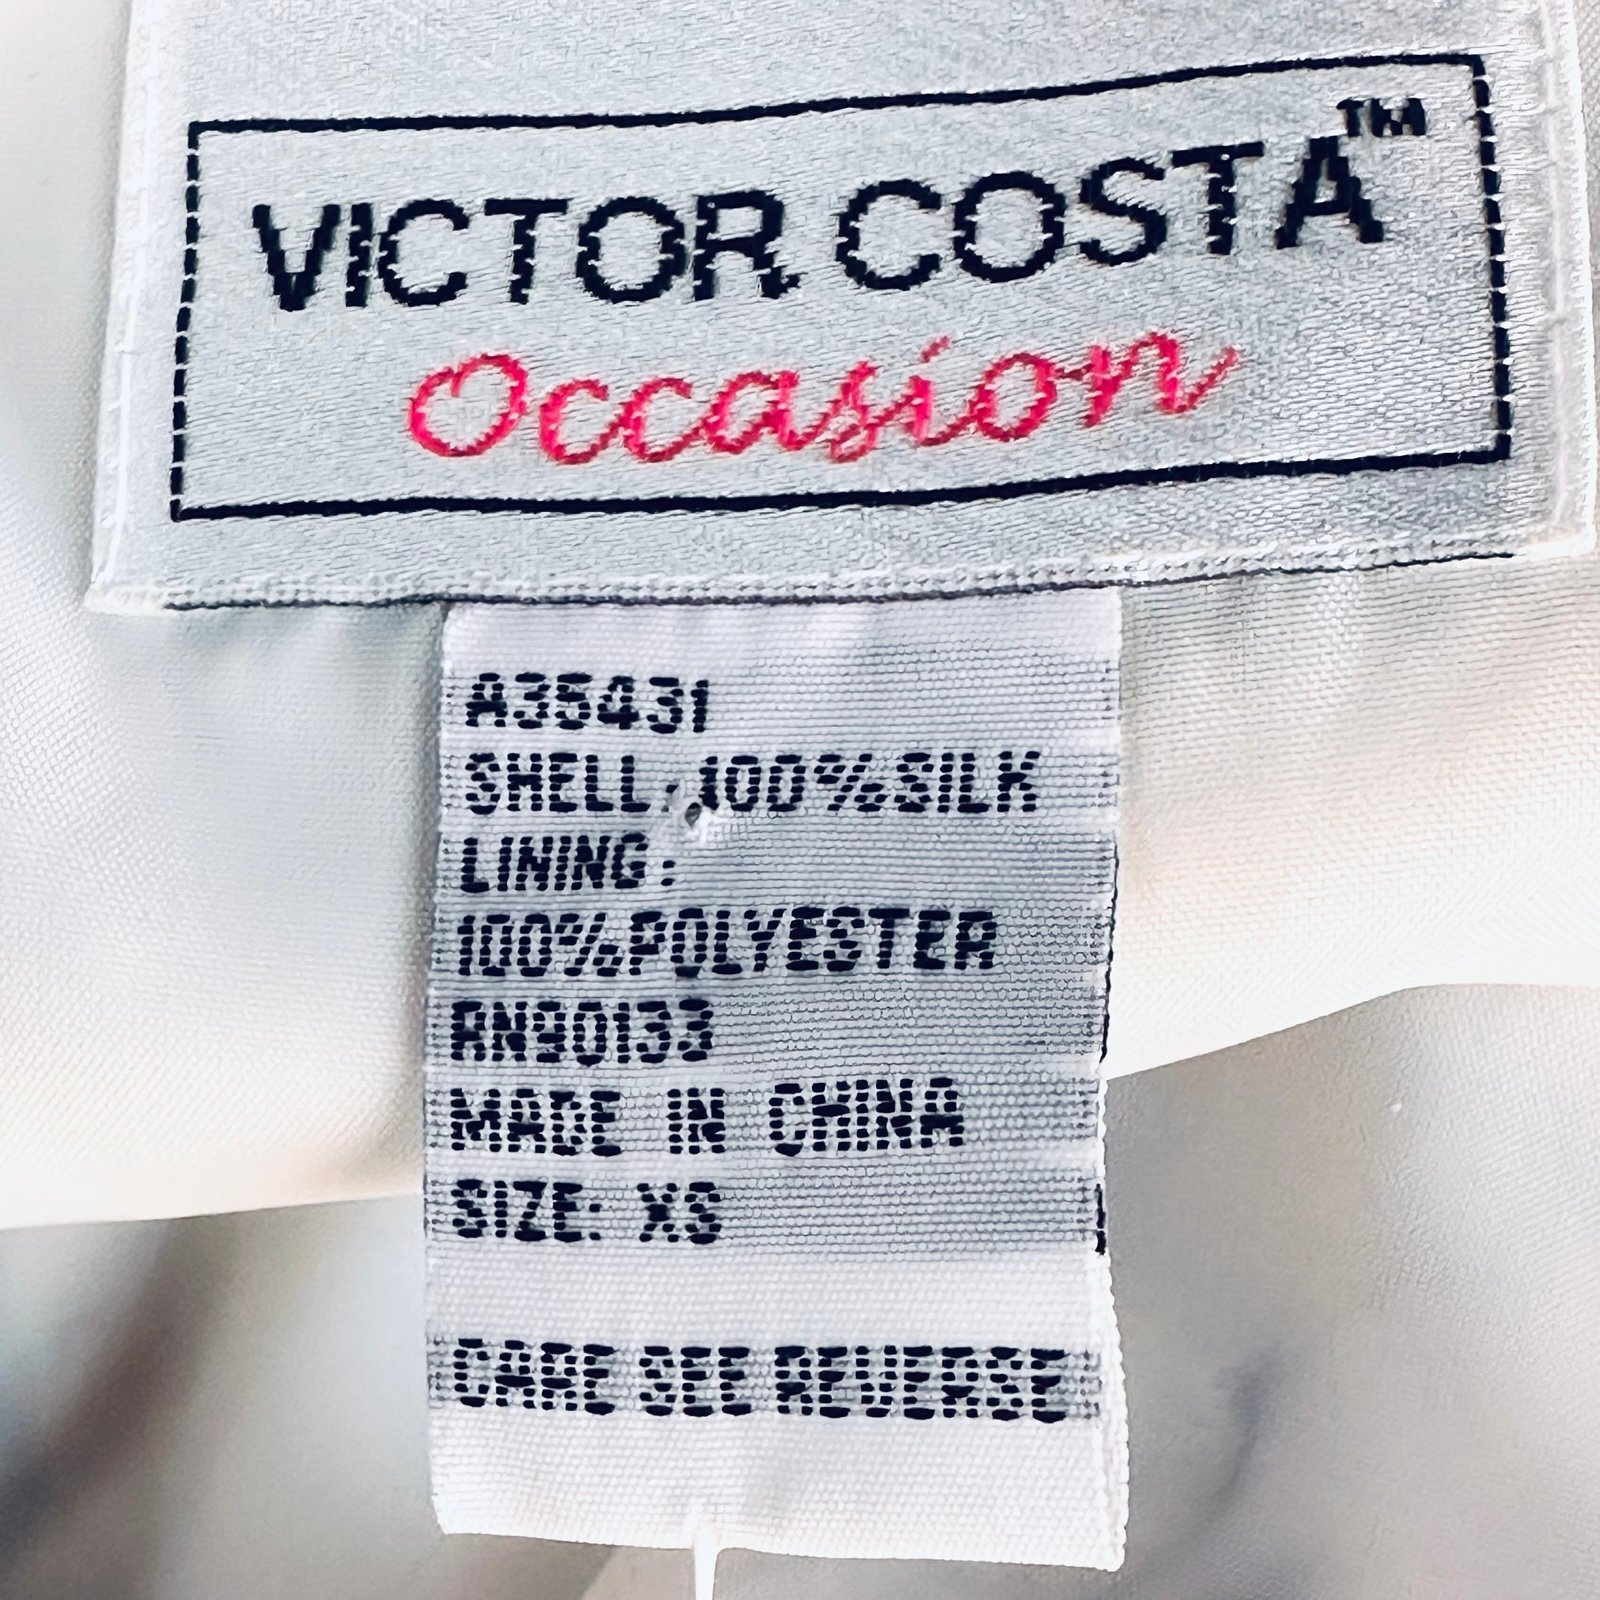 VICTOR COSTA™
Occasion
A35431
SHELL: 100%SILK
LINING:
100%POLYESTER
RN90133
MADE IN CHINA
SIZE: XS
CARE SEE REVERSE